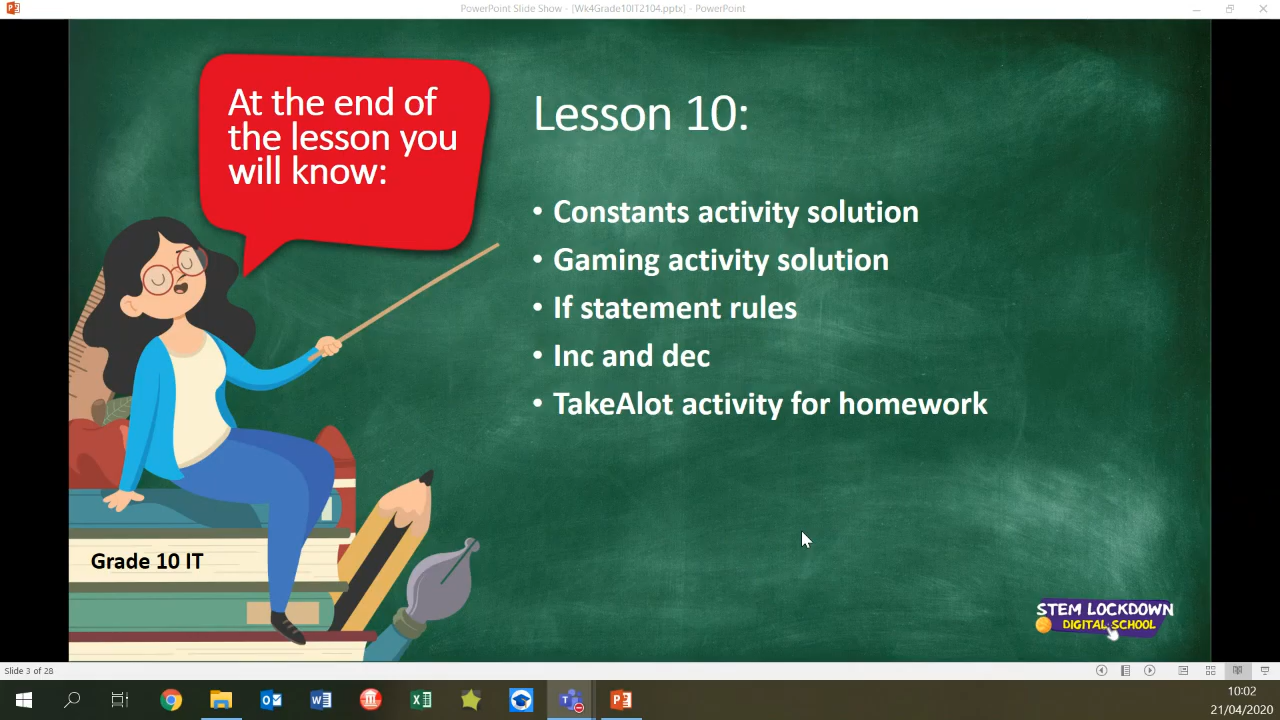 PowerPoint Slide Show - [Wk4Grade10IT2104.pptx] - PowerPoint
At the end of
the lesson you
will know:
Lesson 10:
• Constants activity solution
• Gaming activity solution
• If statement rules
• Inc and dec
• TakeAlot activity for homework
Grade 10 IT
STEM LOCKDOWN
DIGITAL SCHOOL
Slide 3 of 28
10:02
21/04/2020